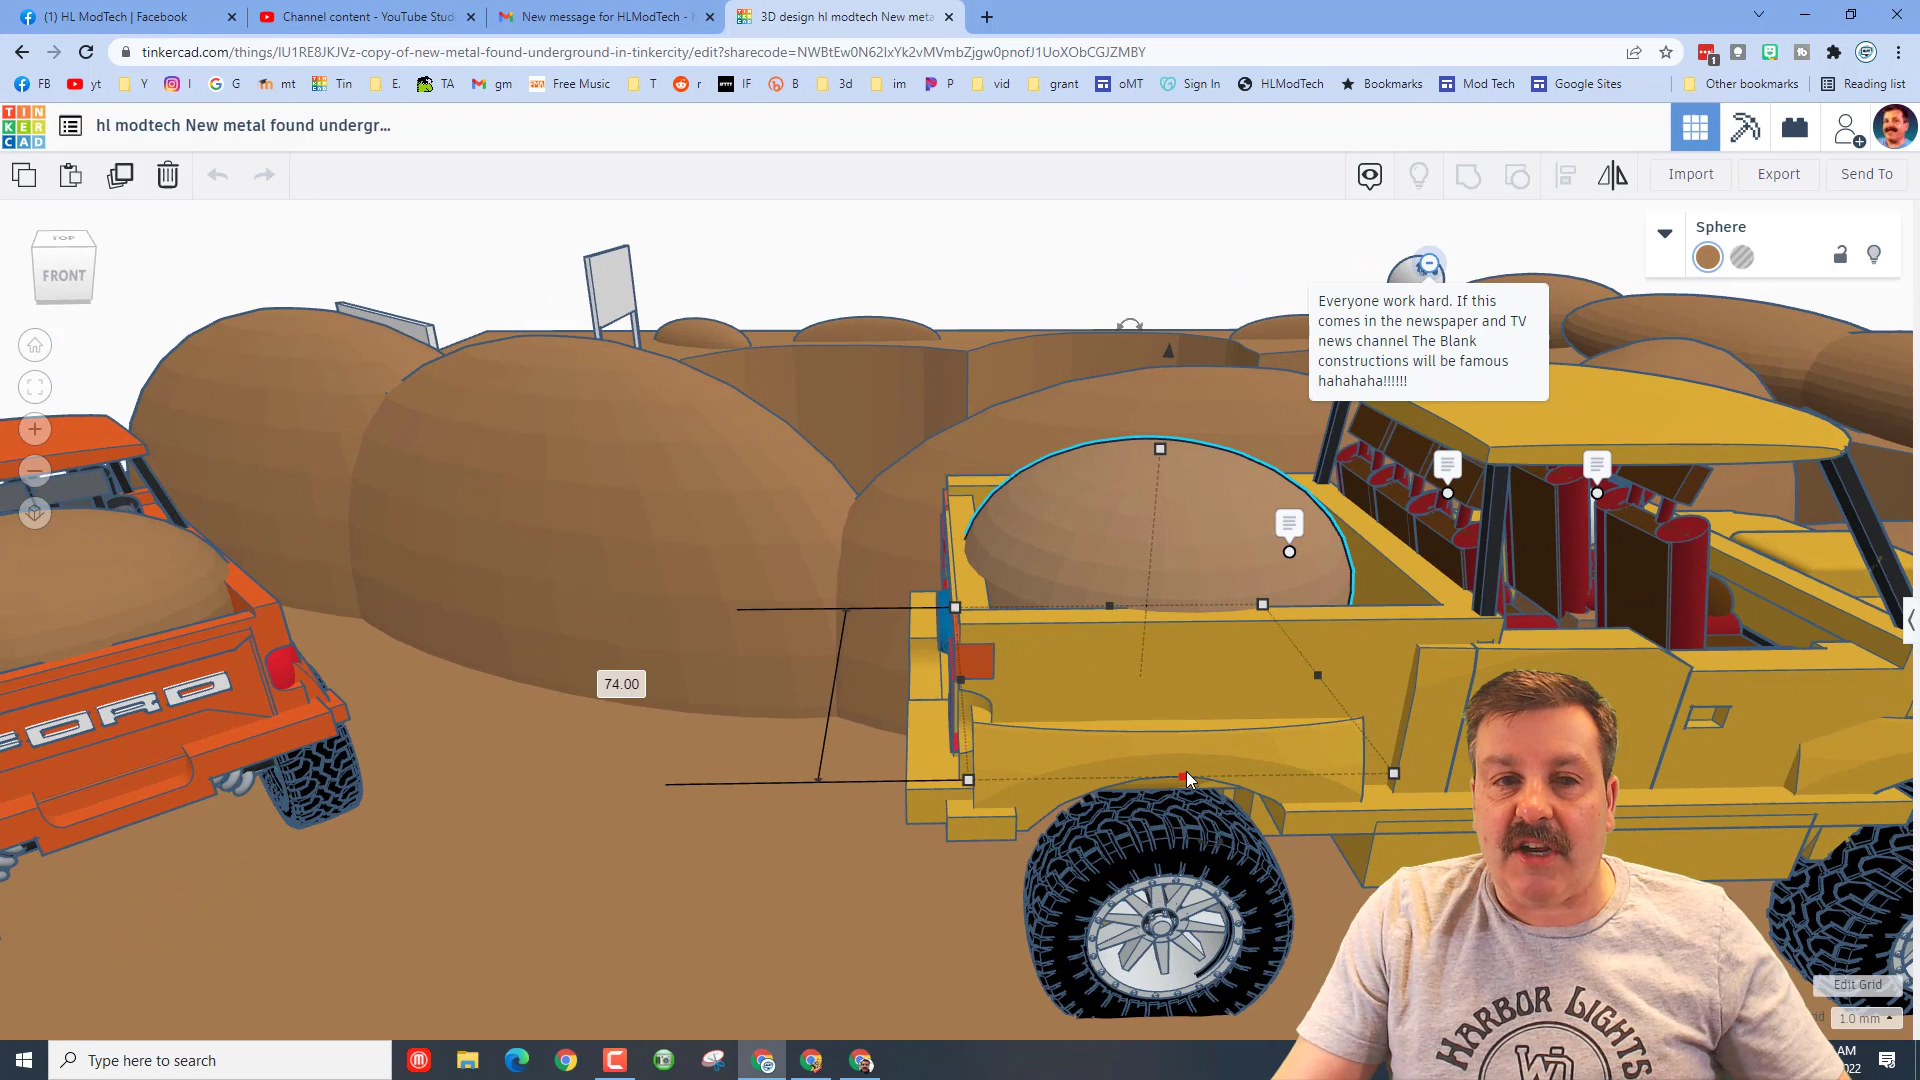 (1) HL ModTech | Facebook
Channel content - YouTube Stud
New message for HLModTech -
3D design hl modtech New meta
tinkercad.com/things/lU1RE8JKJVz-copy-of-new-metal-found-underground-in-tinkercity/edit?sharecode=NWBtEw0N62IxYk2vMVmbZjgw0pnofJ1UoXObCGJZMBY
FB yt Y I G mt Tin E. TA gm Free Music T r IF B 3d im P vid grant oMT Sign In HLModTech Bookmarks Mod Tech Google Sites Other bookmarks Reading list
TIN
KER
CAD
hl modtech New metal found undergr...
Import
Export
Send To
TOP
FRONT
Sphere
Everyone work hard. If this
comes in the newspaper and TV
news channel The Blank
constructions will be famous
hahahaha!!!!!!
74.00
HARBOR LIGHTS
Wi
Edit Grid
1.0 mm
Type here to search
AM